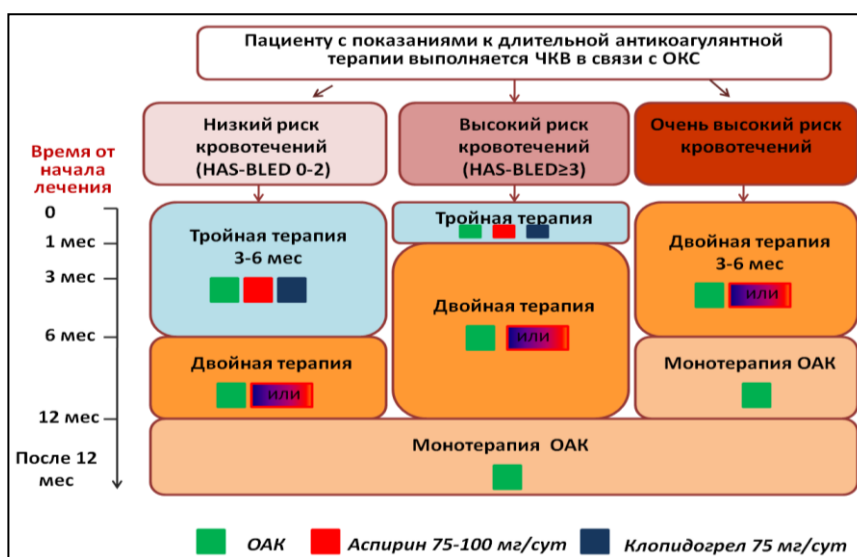 Пациенту с показаниями к длительной антикоагулянтной
терапии выполняется ЧКВ в связи с ОКС
Низкий риск
кровотечений
(HAS-BLED 0-2)
Высокий риск
кровотечений
(HAS-BLED≥3)
Очень высокий риск
кровотечений
Время от
начала
лечения
0
1 мес
3 мес
6 мес
12 мес
После 12
мес
Тройная терапия
3-6 мес
Двойная терапия
или
Тройная терапия
Двойная терапия
или
Двойная терапия
3-6 мес
или
Монотерапия ОАК
Монотерапия ОАК
ОАК
Аспирин 75-100 мг/сут
Клопидогрел 75 мг/сут